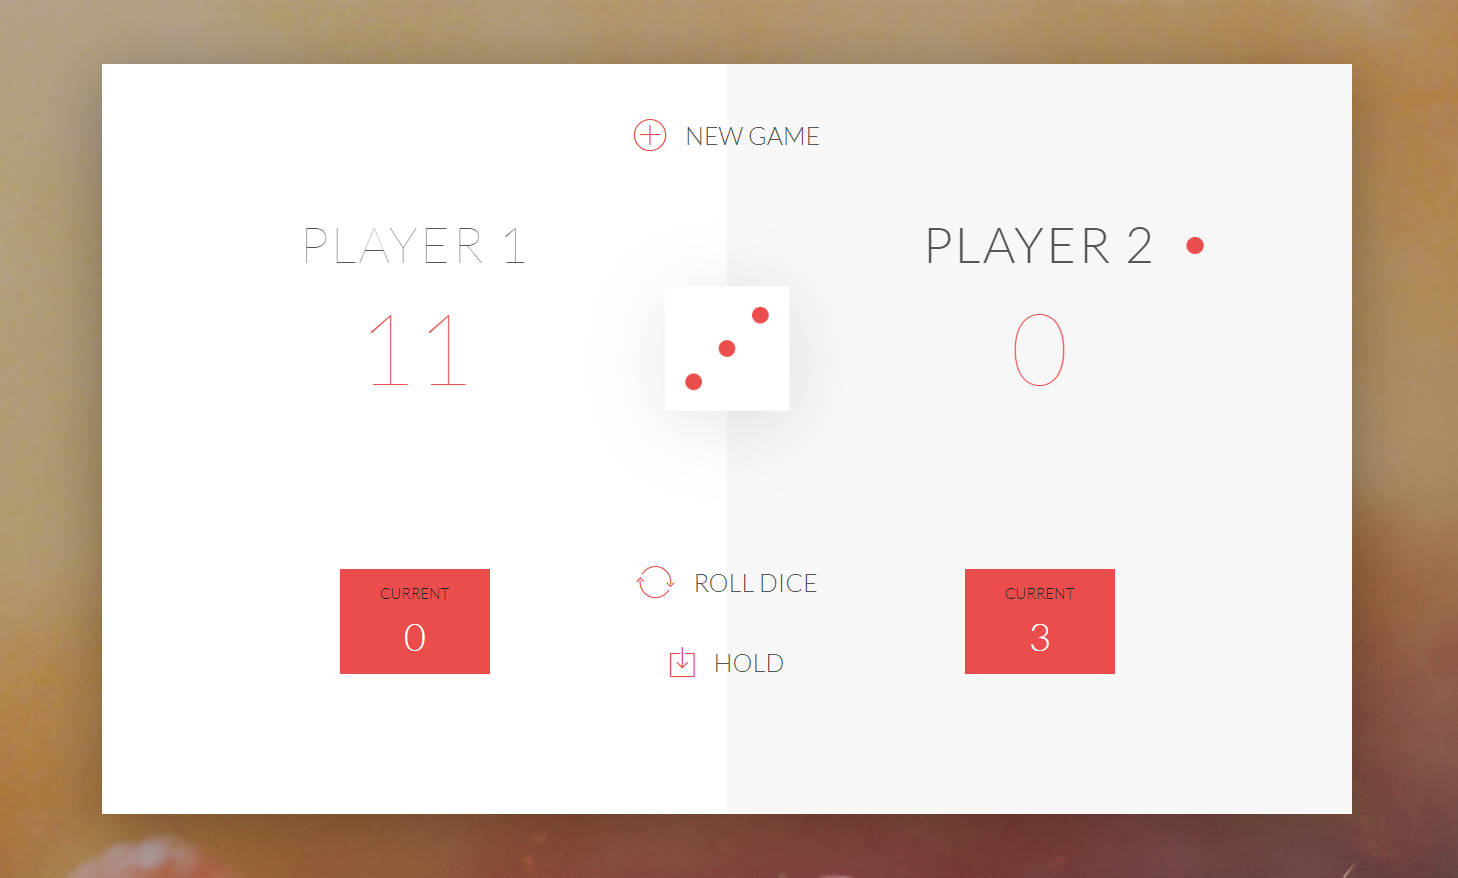 NEW GAME
PLAYER 1
11
PLAYER 2
0
CURRENT
0
ROLL DICE
HOLD
CURRENT
3